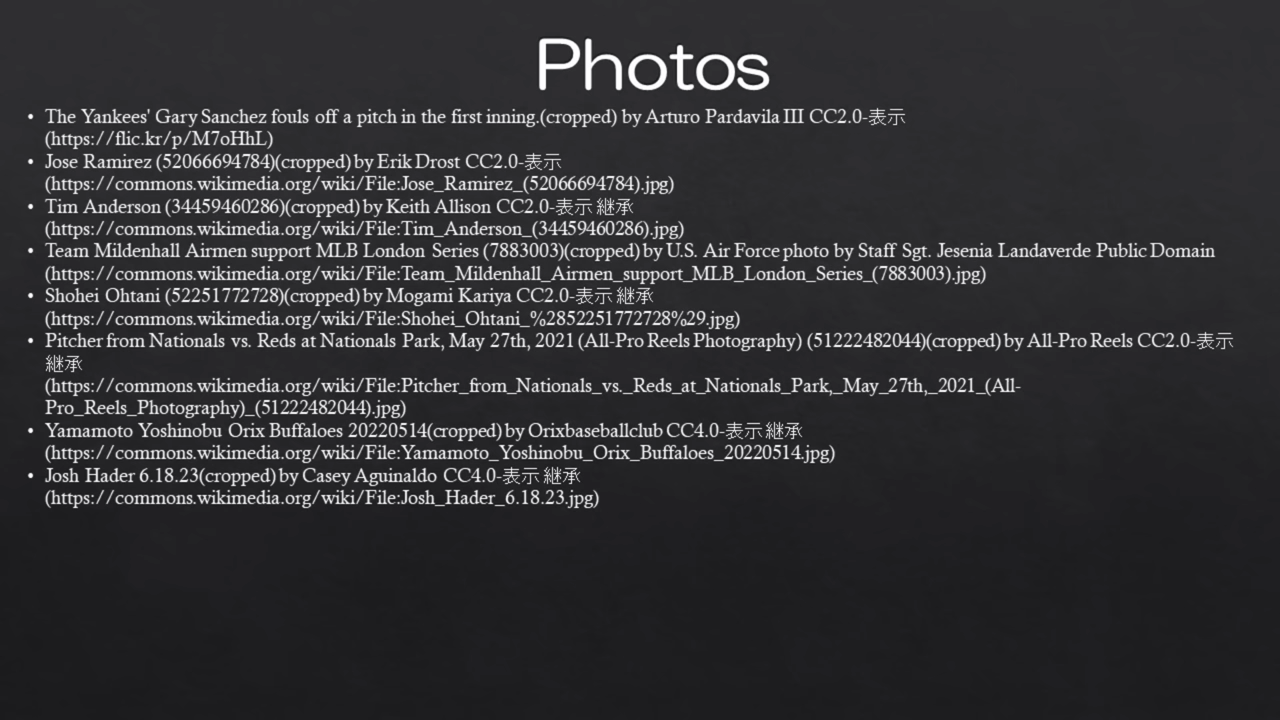 Photos
• The Yankees' Gary Sanchez fouls off a pitch in the first inning.(cropped) by Arturo Pardavila III CC2.0-表示
(https://flic.kr/p/M7oHhL)
• Jose Ramirez (52066694784)(cropped) by Erik Drost CC2.0-表示
(https://commons.wikimedia.org/wiki/File:Jose_Ramirez_(52066694784).jpg)
• Tim Anderson (34459460286)(cropped) by Keith Allison CC2.0-表示 継承
(https://commons.wikimedia.org/wiki/File:Tim_Anderson_(34459460286).jpg)
• Team Mildenhall Airmen support MLB London Series (7883003)(cropped) by U.S. Air Force photo by Staff Sgt. Jesenia Landaverde Public Domain
(https://commons.wikimedia.org/wiki/File:Team_Mildenhall_Airmen_support_MLB_London_Series_(7883003).jpg)
• Shohei Ohtani (52251772728)(cropped) by Mogami Kariya CC2.0-表示 継承
(https://commons.wikimedia.org/wiki/File:Shohei_Ohtani_%2852251772728%29.jpg)
• Pitcher from Nationals vs. Reds at Nationals Park, May 27th, 2021 (All-Pro Reels Photography) (51222482044)(cropped) by All-Pro Reels CC2.0-表示
継承
(https://commons.wikimedia.org/wiki/File:Pitcher_from_Nationals_vs._Reds_at_Nationals_Park,_May_27th,_2021_(All-
Pro_Reels_Photography)_(51222482044).jpg)
• Yamamoto Yoshinobu Orix Buffaloes 20220514(cropped) by Orixbaseballclub CC4.0-表示 継承
(https://commons.wikimedia.org/wiki/File:Yamamoto_Yoshinobu_Orix_Buffaloes_20220514.jpg)
• Josh Hader 6.18.23(cropped) by Casey Aguinaldo CC4.0-表示 継承
(https://commons.wikimedia.org/wiki/File:Josh_Hader_6.18.23.jpg)